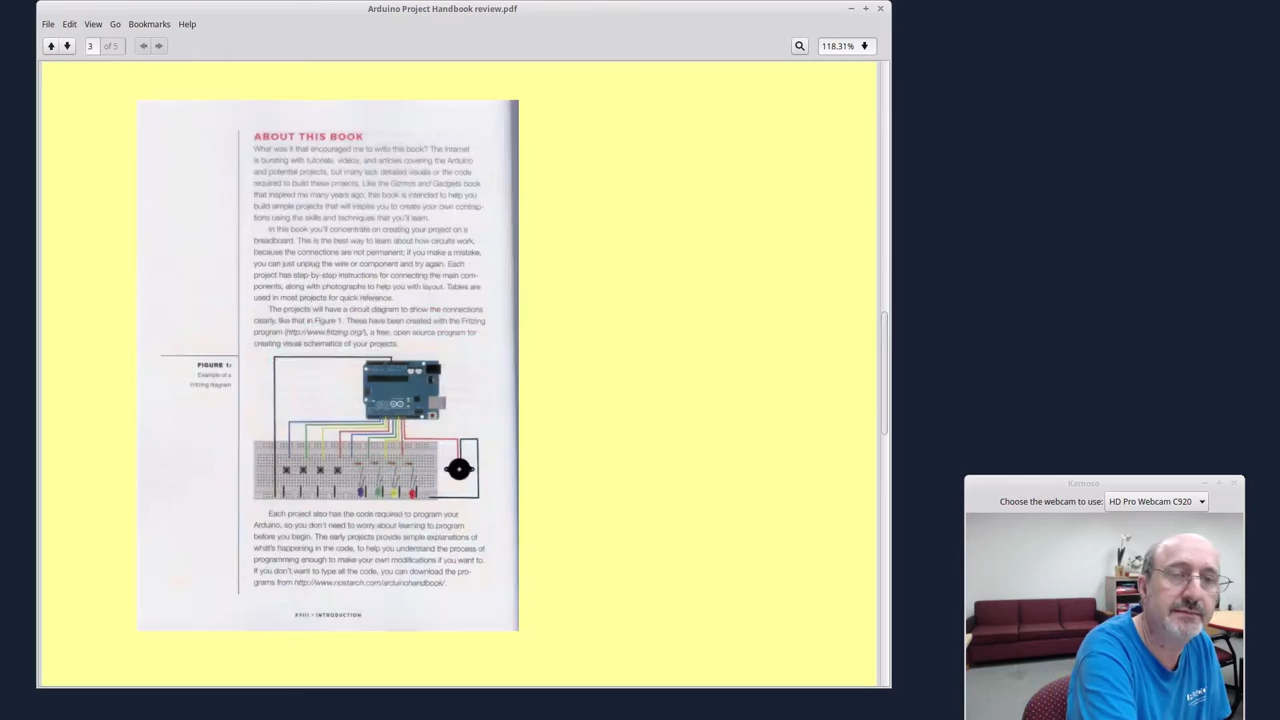 Arduino Project Handbook review.pdf
File Edit View Go Bookmarks Help
3 of 5
118.31%
ABOUT THIS BOOK
What was it that encouraged me to write this book? The Internet
is bursting with tutorials, videos, and articles covering the Arduino
and potential projects, but many lack detailed visuals or the code
required to build these projects. Like the Gizmos and Gadgets book
that inspired me many years ago, this book is intended to help you
build simple projects that will inspire you to create your own contrap-
tions using the skills and techniques that you'll learn.
In this book you'll concentrate on creating your project on a
breadboard. This is the best way to learn about how circuits work,
because the connections are not permanent; if you make a mistake,
you can just unplug the wire or component and try again. Each
project has step-by-step instructions for connecting the main com-
ponents, along with photographs to help you with layout. Tables are
used in most projects for quick reference.
The projects will have a circuit diagram to show the connections
clearly, like that in Figure 1. These have been created with the Fritzing
program (http://www.fritzing.org/), a free, open source program for
creating visual schematics of your projects.
FIGURE 1:
Example of a
Fritzing diagram
Each project also has the code required to program your
Arduino, so you don't need to worry about learning to program
before you begin. The early projects provide simple explanations of
what's happening in the code, to help you understand the process of
programming enough to make your own modifications if you want to.
If you don't want to type all the code, you can download the pro-
grams from http://www.nostarch.com/arduinohandbook/.
XVIII • INTRODUCTION
Kamoso
Choose the webcam to use: HD Pro Webcam C920